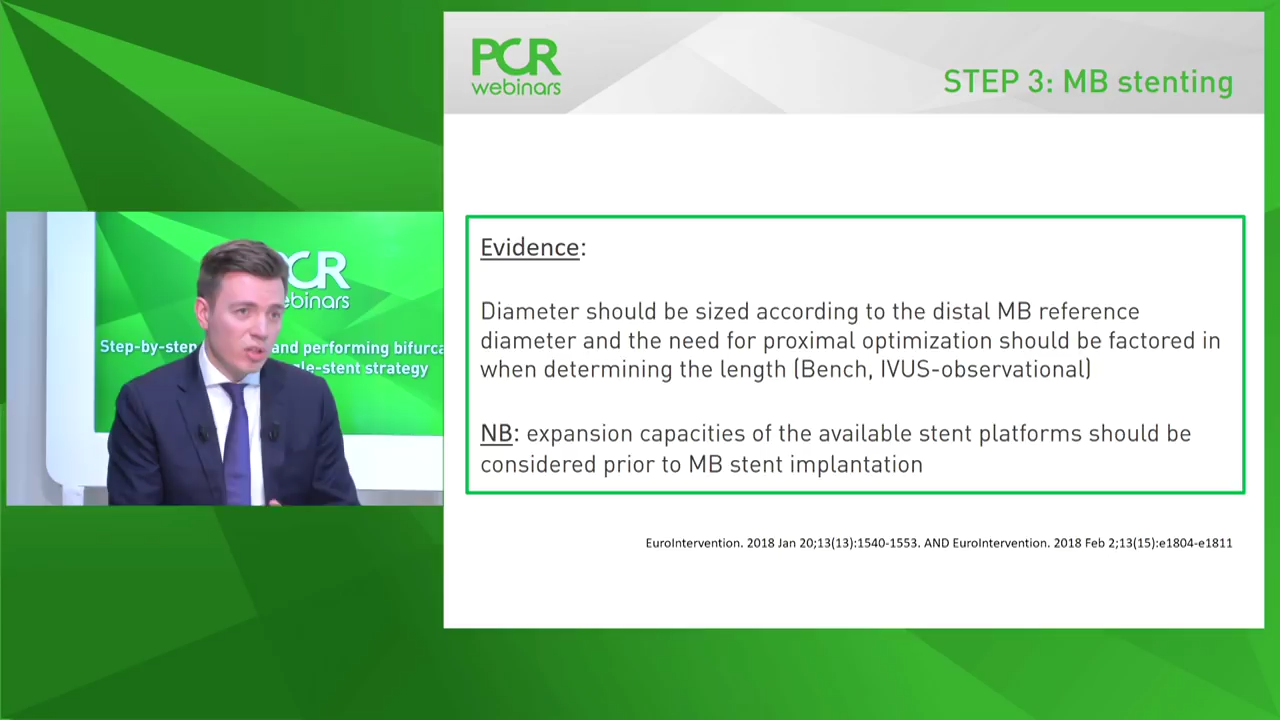 PCR
webinars
STEP 3: MB stenting
Evidence:
Diameter should be sized according to the distal MB reference
diameter and the need for proximal optimization should be factored in
when determining the length (Bench, IVUS-observational)
NB: expansion capacities of the available stent platforms should be
considered prior to MB stent implantation
EuroIntervention. 2018 Jan 20;13(13):1540-1553. AND EuroIntervention. 2018 Feb 2;13(15):e1804-e1811
CR
ebinars
Step-by-step and performing bifurca
le-stent strategy